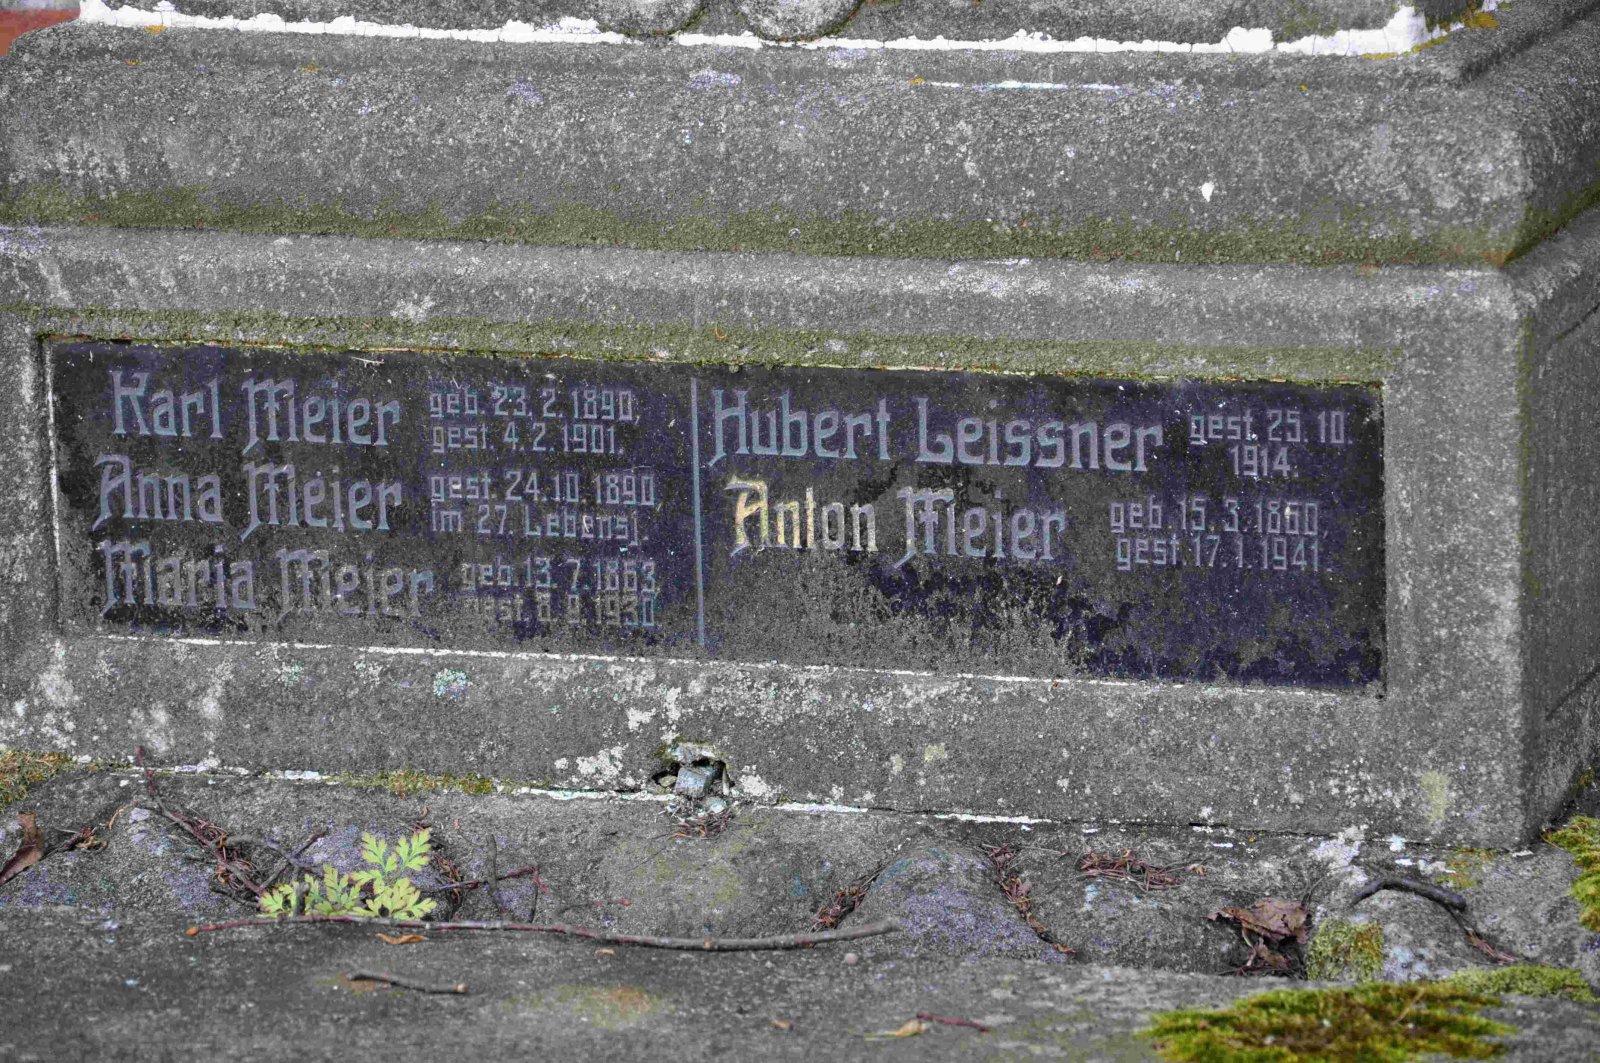 Karl Meier geb. 23. 2. 1890,
gest. 4. 2. 1901.
Anna Meier gest. 24. 10. 1890,
im 27. Lebensj.
Maria Meier geb. 13. 7. 1863,
gest. 8. 9. 1930
Hubert Leissner gest. 25. 10.
1914.
Anton Meier geb. 15. 3. 1860,
gest. 17. 1. 1941.